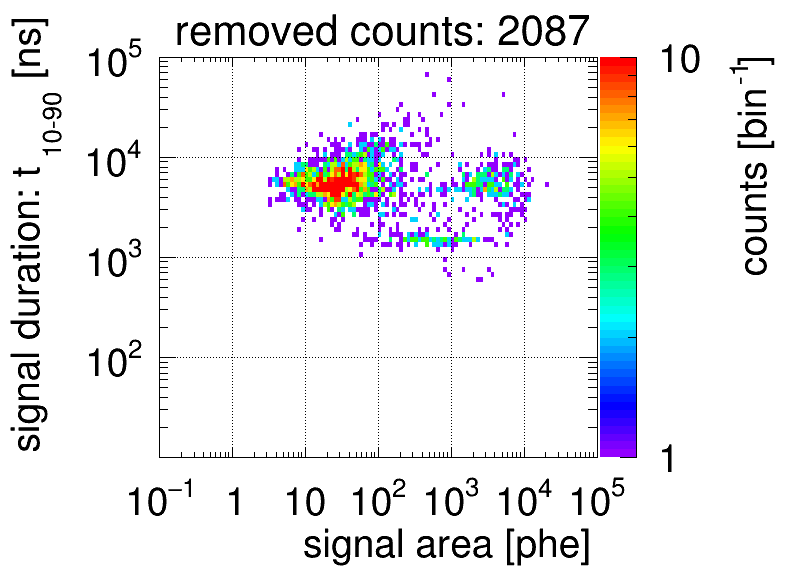 removed counts: 2087
signal duration: t 10-90 [ns]
10^5
10^4
10^3
10^2
10^-1 1 10 10^2 10^3 10^4 10^5
signal area [phe]
10
1
counts [bin^-1]